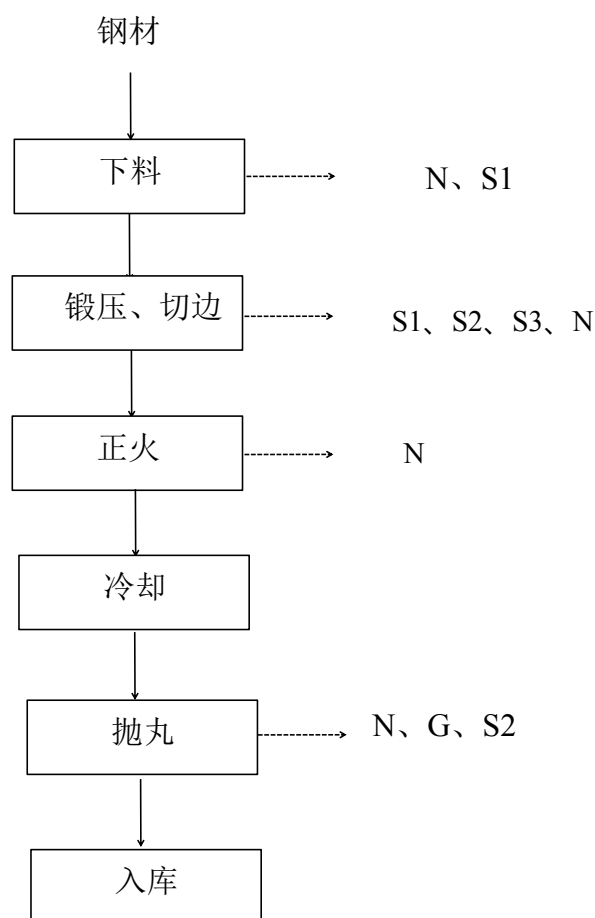 钢材
下料
N、S1
锻压、切边
S1、S2、S3、N
正火
N
冷却
抛丸
N、G、S2
入库